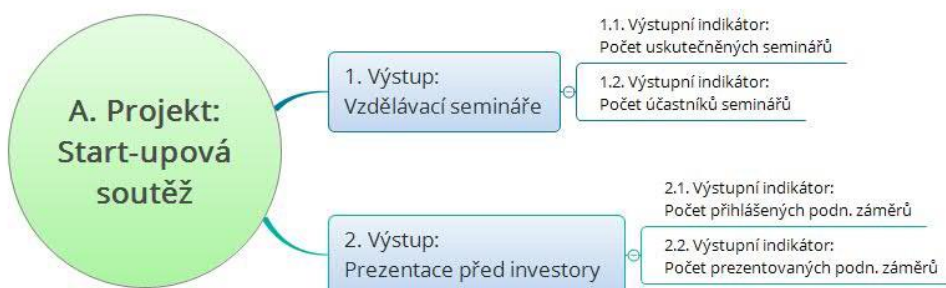 A. Projekt:
Start-upová
soutěž
1. Výstup:
Vzdělávací semináře
1.1. Výstupní indikátor:
Počet uskutečněných seminářů
1.2. Výstupní indikátor:
Počet účastníků seminářů
2. Výstup:
Prezentace před investory
2.1. Výstupní indikátor:
Počet přihlášených podn. záměrů
2.2. Výstupní indikátor:
Počet prezentovaných podn. záměrů